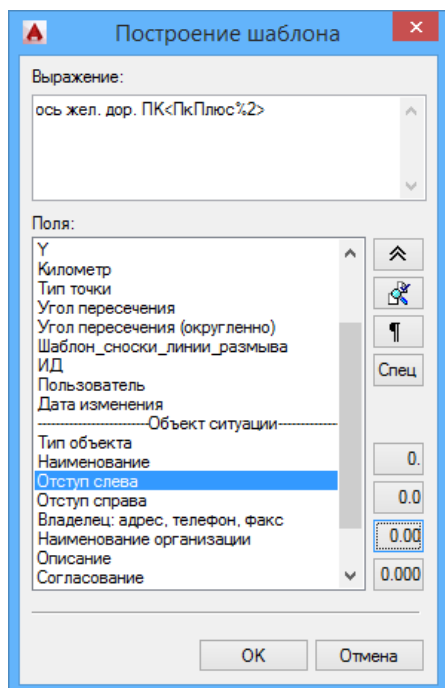 Построение шаблона
Выражение:
ось жел. дор. ПК<ПкПлюс%2>
Поля:
Y
Километр
Тип точки
Угол пересечения
Угол пересечения (округленно)
Шаблон_сноски_линии_размыва
ИД
Пользователь
Дата изменения
-------------------------Объект ситуации-------------
Тип объекта
Наименование
Отступ слева
Отступ справа
Владелец: адрес, телефон, факс
Наименование организации
Описание
Согласование
¶
Спец
0.
0.0
0.00
0.000
OK
Отмена